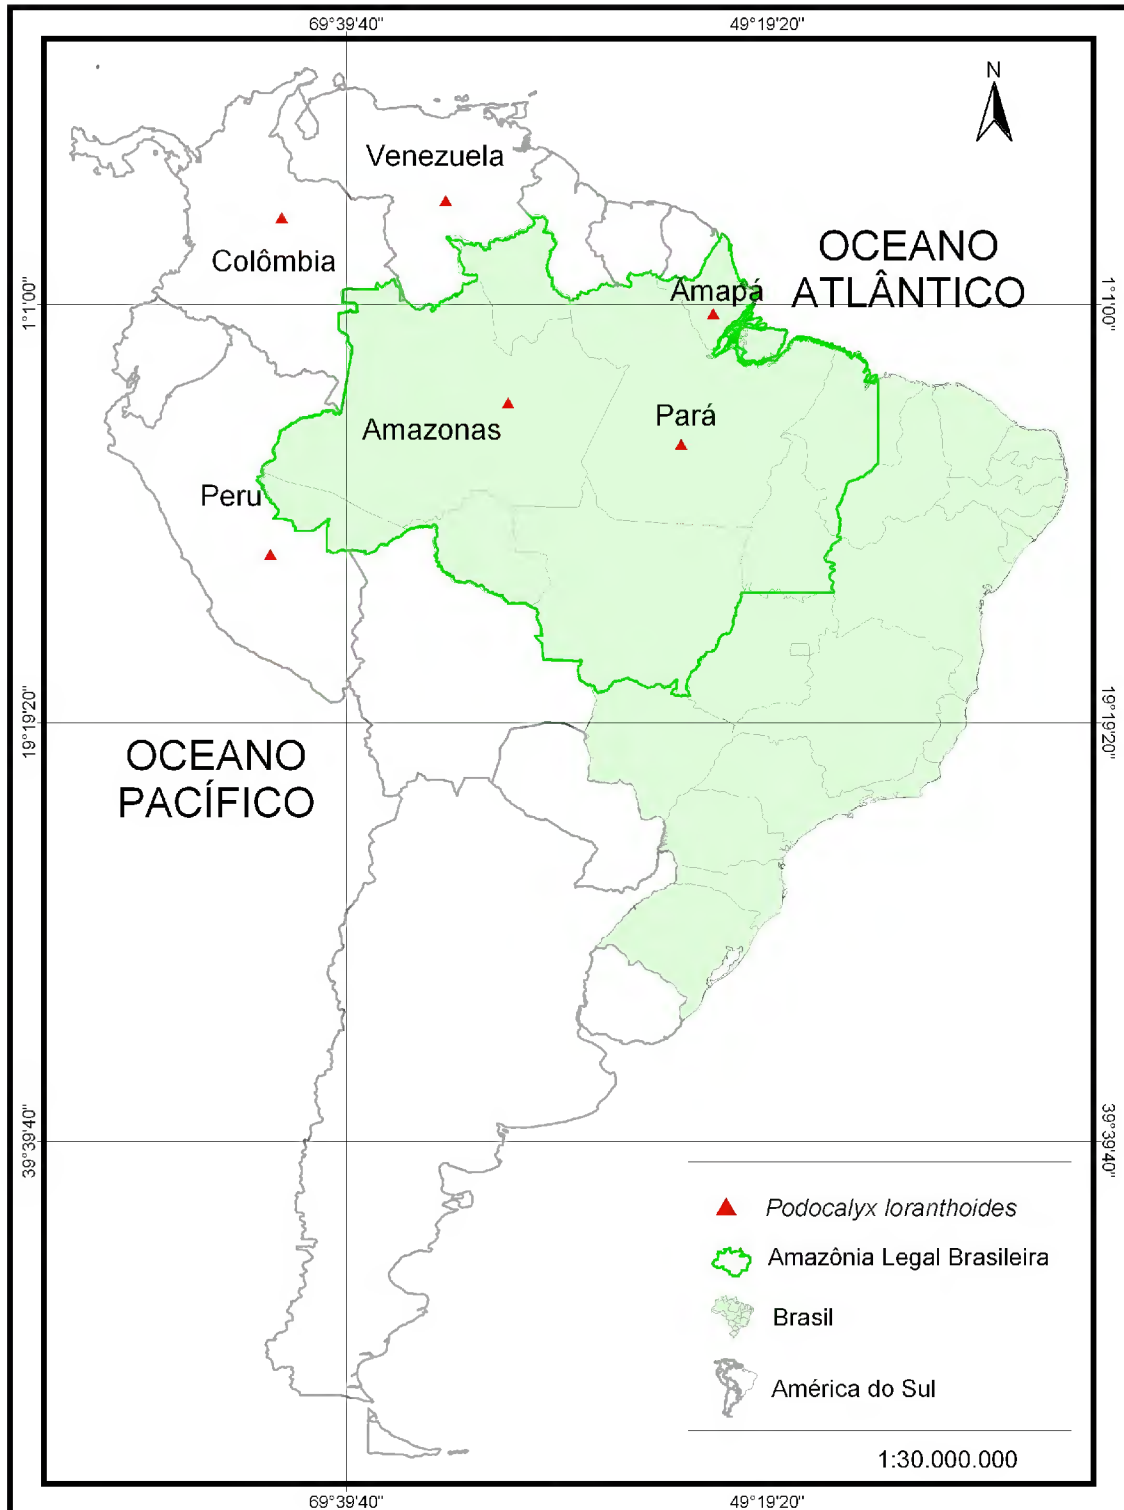 69°39'40"
49°19'20"
N
Venezuela
Colômbia
OCEANO
ATLÂNTICO
Amapá
1°1'00"
1°1'00"
Amazonas
Pará
Peru
19°19'20"
19°19'20"
OCEANO
PACÍFICO
39°39'40"
39°39'40"
Podocalyx loranthoides
Amazônia Legal Brasileira
Brasil
América do Sul
1:30.000.000
69°39'40"
49°19'20"